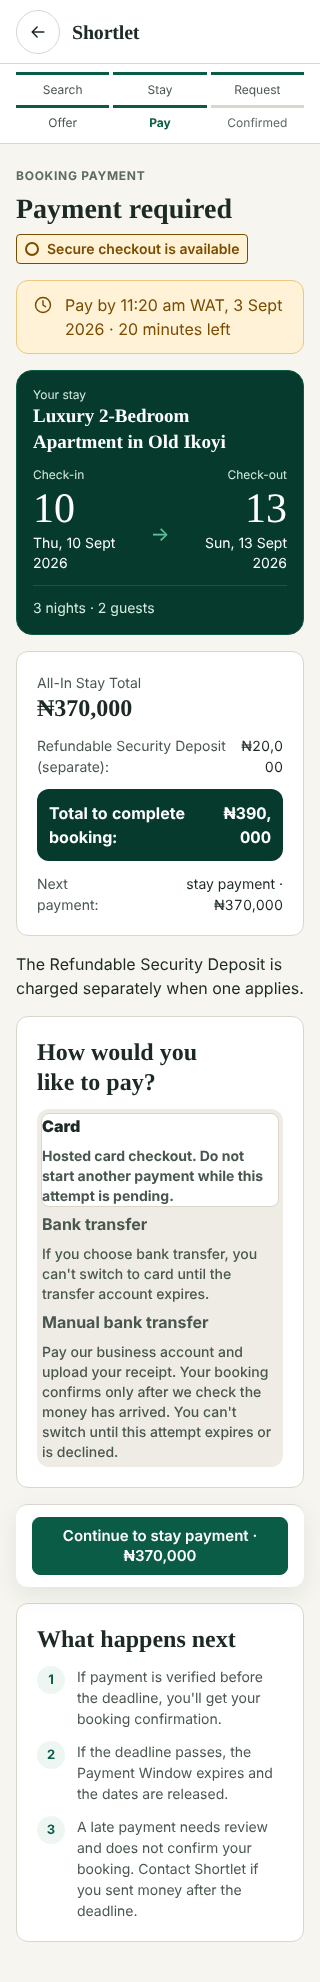 Shortlet
Search
Stay
Request
Offer
Pay
Confirmed
BOOKING PAYMENT
Payment required
Secure checkout is available
Pay by 11:20 am WAT, 3 Sept
2026 · 20 minutes left
Your stay
Luxury 2-Bedroom
Apartment in Old Ikoyi
Check-in
Check-out
10
13
Thu, 10 Sept
2026
Sun, 13 Sept
2026
3 nights · 2 guests
All-In Stay Total
₦370,000
Refundable Security Deposit
(separate):
₦20,0
00
Total to complete
booking:
₦390,
000
Next
payment:
stay payment ·
₦370,000
The Refundable Security Deposit is
charged separately when one applies.
How would you
like to pay?
Card
Hosted card checkout. Do not
start another payment while this
attempt is pending.
Bank transfer
If you choose bank transfer, you
can't switch to card until the
transfer account expires.
Manual bank transfer
Pay our business account and
upload your receipt. Your booking
confirms only after we check the
money has arrived. You can't
switch until this attempt expires or
is declined.
Continue to stay payment ·
₦370,000
What happens next
1
If payment is verified before
the deadline, you'll get your
booking confirmation.
2
If the deadline passes, the
Payment Window expires and
the dates are released.
3
A late payment needs review
and does not confirm your
booking. Contact Shortlet if
you sent money after the
deadline.